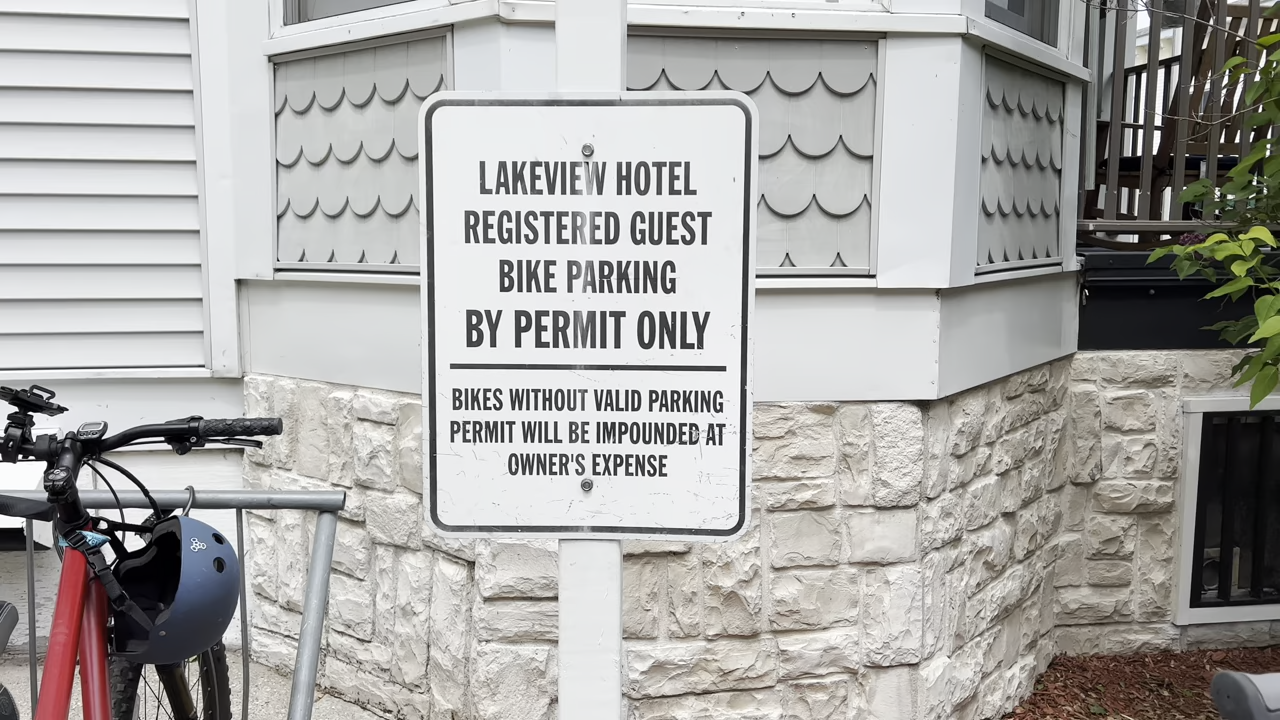 LAKEVIEW HOTEL
REGISTERED GUEST
BIKE PARKING
BY PERMIT ONLY
BIKES WITHOUT VALID PARKING
PERMIT WILL BE IMPOUNDED AT
OWNER'S EXPENSE